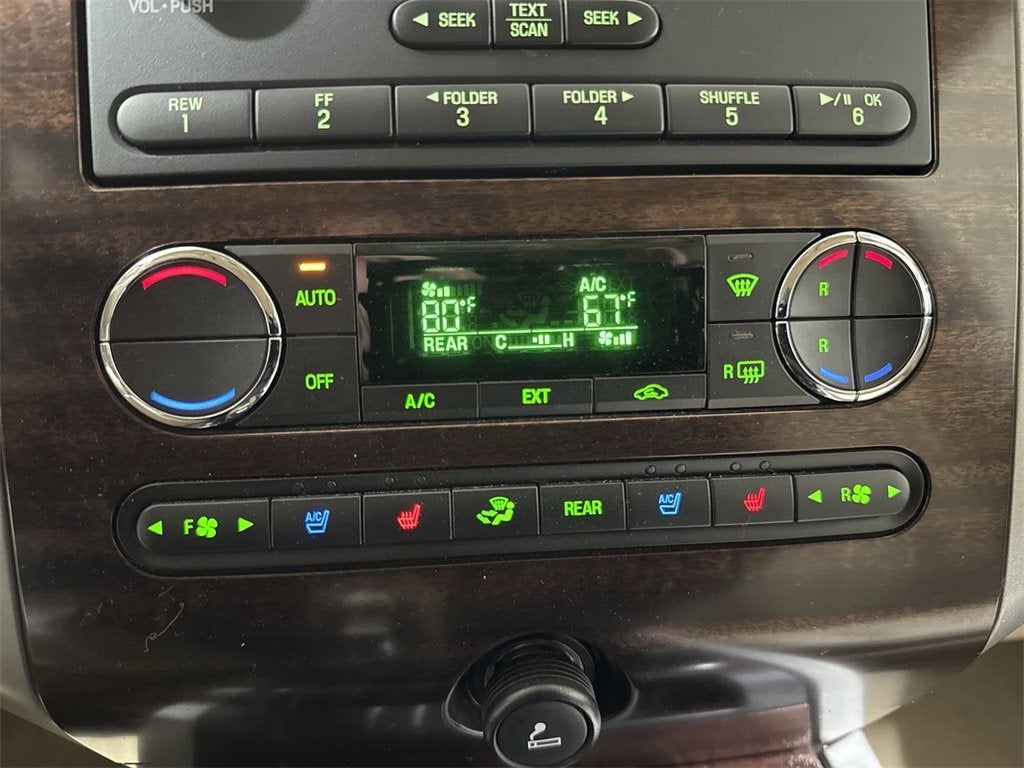 VOL • PUSH
◄ SEEK
TEXT
SCAN
SEEK ►
REW
1
FF
2
◄ FOLDER
3
FOLDER ►
4
SHUFFLE
5
►/II OK
6
AUTO
OFF
80°F
REAR
C H
A/C
67°F
A/C
EXT
R
R
R
F
A/C
REAR
A/C
R